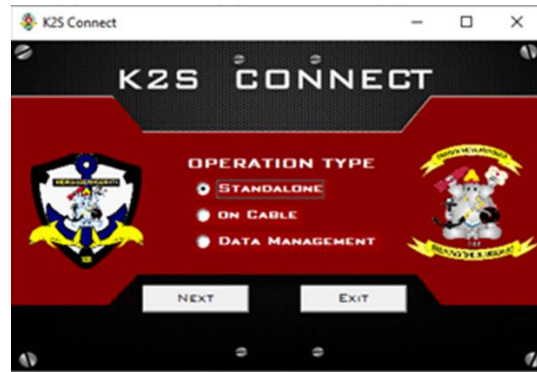 K2S Connect
K2S CONNECT
OPERATION TYPE
STANDALONE
ON CABLE
DATA MANAGEMENT
NEXT
EXIT